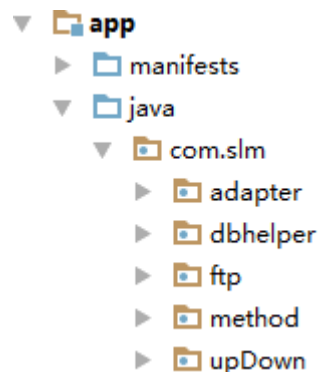 app
manifests
java
com.slm
adapter
dbhelper
ftp
method
upDown